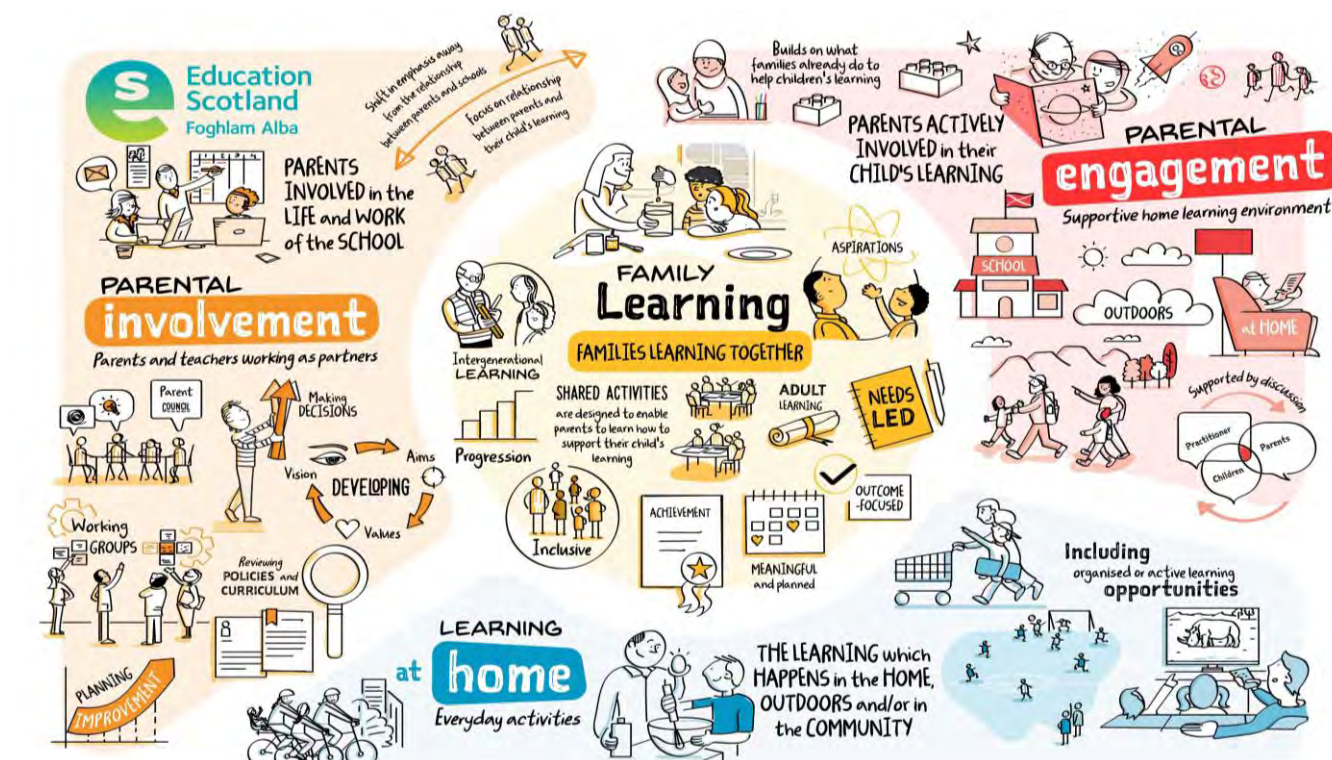 Education
Scotland
Foghlam Alba
Shift in emphasis away
from the relationship
between parents and schools
Focus on relationship
between parents and
their child's learning
PARENTS
INVOLVED in the
LIFE and WORK
of the SCHOOL
PARENTAL
involvement
Parents and teachers working as partners
Parent
COUNCIL
Making
DECISIONS
Vision
Aims
DEVELOPING
Values
Working
GROUPS
Reviewing
POLICIES and
CURRICULUM
PLANNING
IMPROVEMENT
FAMILY
Learning
FAMILIES LEARNING TOGETHER
Intergenerational
LEARNING
Progression
SHARED ACTIVITIES
are designed to enable
parents to learn how to
support their child's
learning
ADULT
LEARNING
NEEDS
LED
ASPIRATIONS
Inclusive
ACHIEVEMENT
MEANINGFUL
and planned
OUTCOME
-FOCUSED
Builds on what
families already do to
help children's learning
PARENTS ACTIVELY
INVOLVED in their
CHILD'S LEARNING
PARENTAL
engagement
Supportive home learning environment
SCHOOL
OUTDOORS
at HOME
Supported by discussion
Practitioner
Parents
Children
LEARNING
at home
Everyday activities
THE LEARNING which
HAPPENS in the HOME,
OUTDOORS and/or in
the COMMUNITY
Including
organised or active learning
opportunities